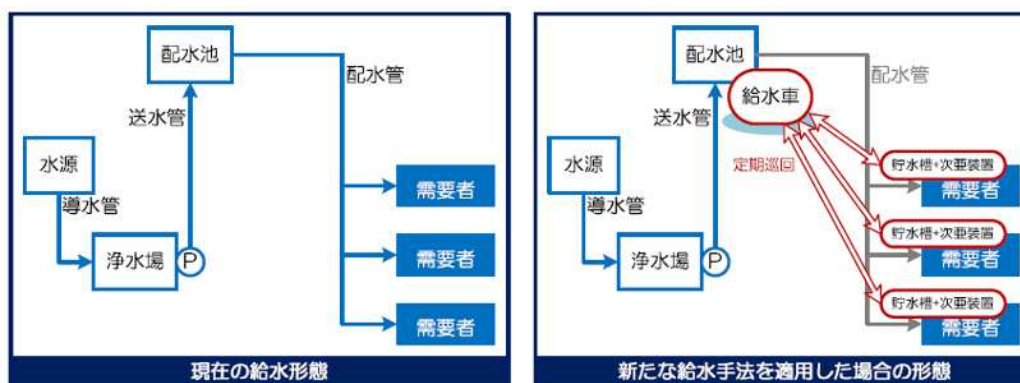 配水池
配水管
送水管
水源
導水管
浄水場
P
需要者
需要者
需要者
現在の給水形態
配水池
配水管
給水車
送水管
水源
定期巡回
貯水槽+次亜装置
需要者
導水管
浄水場
P
貯水槽+次亜装置
需要者
貯水槽+次亜装置
需要者
新たな給水手法を適用した場合の形態